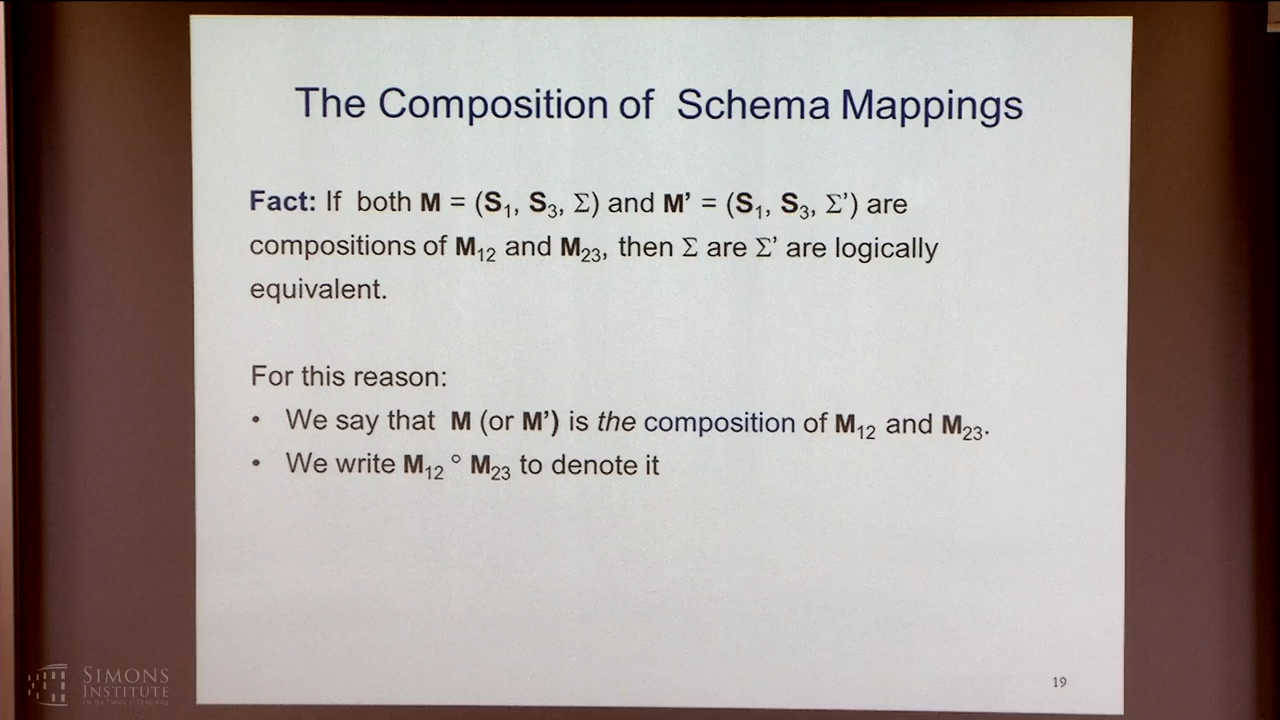 The Composition of Schema Mappings
Fact: If both M = (S₁, S₃, Σ) and M' = (S₁, S₃, Σ') are
compositions of M₁₂ and M₂₃, then Σ are Σ' are logically
equivalent.
For this reason:
• We say that M (or M') is the composition of M₁₂ and M₂₃.
• We write M₁₂ ° M₂₃ to denote it
19
SIMONS
INSTITUTE